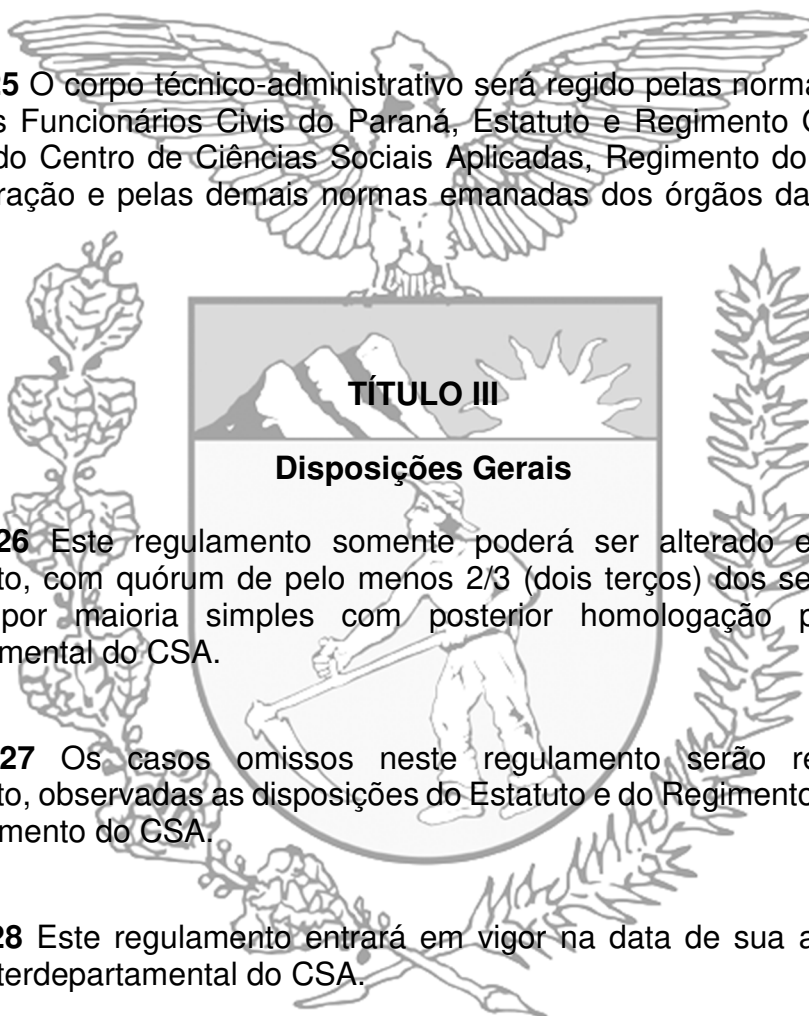 25 O corpo técnico-administrativo será regido pelas norma
s Funcionários Civis do Paraná, Estatuto e Regimento
do Centro de Ciências Sociais Aplicadas, Regimento do
ração e pelas demais normas emanadas dos órgãos da
TÍTULO III
Disposições Gerais
26 Este regulamento somente poderá ser alterado e
to, com quórum de pelo menos 2/3 (dois terços) dos se
por maioria simples com posterior homologação p
mental do CSA.
27 Os casos omissos neste regulamento serão re
to, observadas as disposições do Estatuto e do Regimento
mento do CSA.
28 Este regulamento entrará em vigor na data de sua a
terdepartamental do CSA.